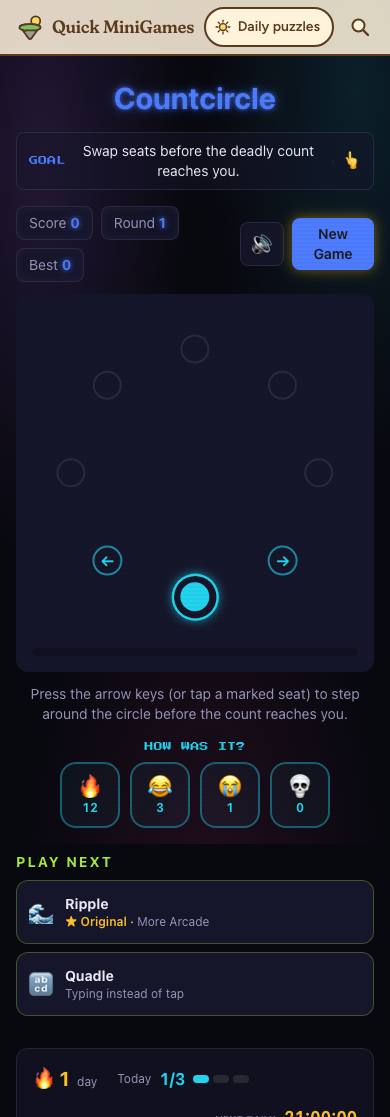 Quick MiniGames
Daily puzzles
Countcircle
GOAL
Swap seats before the deadly count
reaches you.
Score 0
Round 1
Best 0
New
Game
Press the arrow keys (or tap a marked seat) to step
around the circle before the count reaches you.
HOW WAS IT?
12
3
1
0
PLAY NEXT
Ripple
Original · More Arcade
abcd
Quadle
Typing instead of tap
1 day
Today 1/3